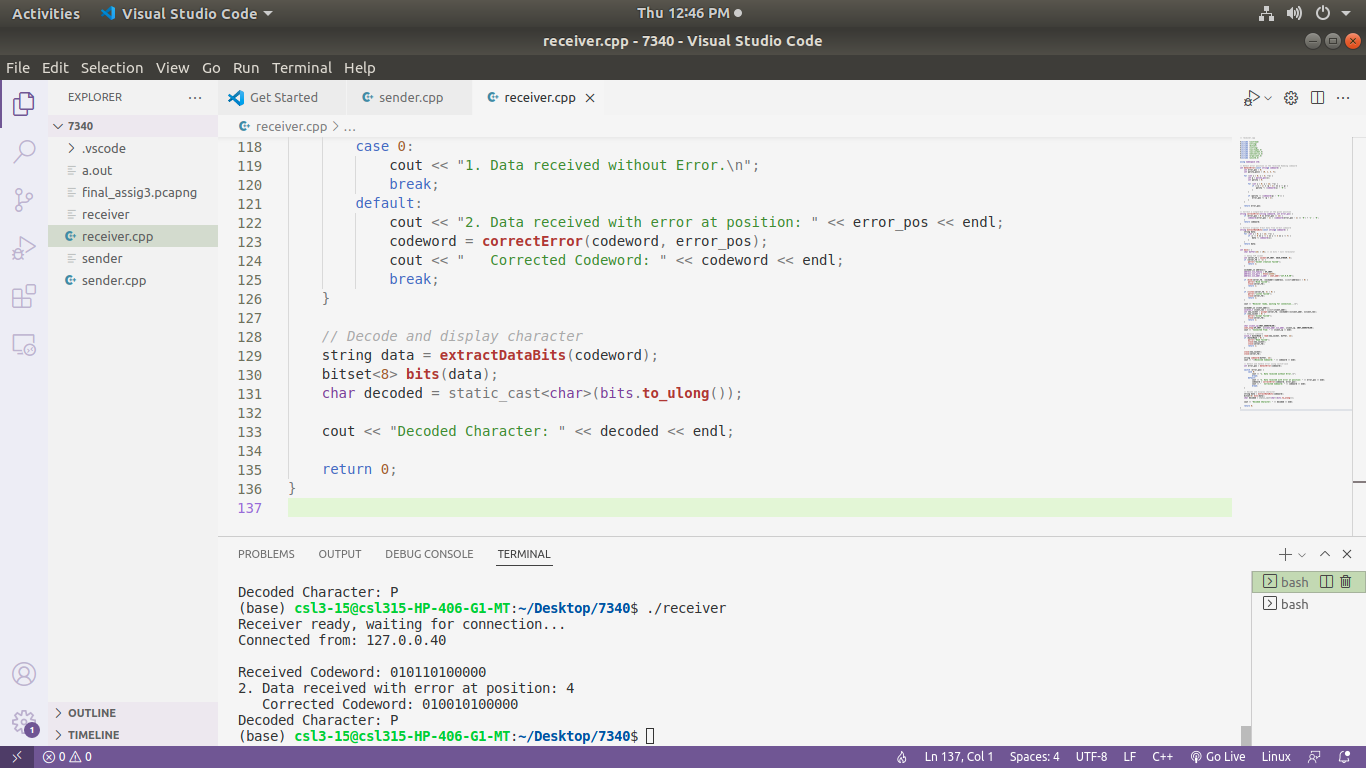 Activities Visual Studio Code Thu 12:46 PM
receiver.cpp - 7340 - Visual Studio Code
File Edit Selection View Go Run Terminal Help
EXPLORER
7340
.vscode
a.out
final_assig3.pcapng
receiver
receiver.cpp
sender
sender.cpp
OUTLINE
TIMELINE
1
Get Started sender.cpp receiver.cpp
receiver.cpp > ...
118 case 0:
119 cout << "1. Data received without Error.\n";
120 break;
121 default:
122 cout << "2. Data received with error at position: " << error_pos << endl;
123 codeword = correctError(codeword, error_pos);
124 cout << "   Corrected Codeword: " << codeword << endl;
125 break;
126 }
127
128 // Decode and display character
129 string data = extractDataBits(codeword);
130 bitset<8> bits(data);
131 char decoded = static_cast<char>(bits.to_ulong());
132
133 cout << "Decoded Character: " << decoded << endl;
134
135 return 0;
136 }
137
PROBLEMS OUTPUT DEBUG CONSOLE TERMINAL
bash
bash
Decoded Character: P
(base) csl3-15@csl315-HP-406-G1-MT:~/Desktop/7340$ ./receiver
Receiver ready, waiting for connection...
Connected from: 127.0.0.40
Received Codeword: 010110100000
2. Data received with error at position: 4
Corrected Codeword: 010010100000
Decoded Character: P
(base) csl3-15@csl315-HP-406-G1-MT:~/Desktop/7340$
0 0 Ln 137, Col 1 Spaces: 4 UTF-8 LF C++ Go Live Linux